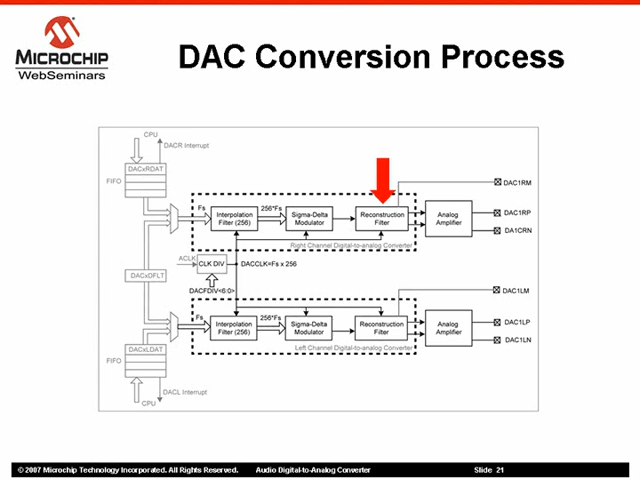 MICROCHIP
WebSeminars
DAC Conversion Process
CPU
DACR Interrupt
DACxRDAT
FIFO
DAC1RM
Fs
256*Fs
Interpolation
Filter (256)
Sigma-Delta
Modulator
Reconstruction
Filter
Analog
Amplifier
DAC1RP
DA1CRN
Right Channel Digital-to-analog Converter
ACLK
CLK DIV
DACCLK=Fs x 256
DACxDFLT
DACFDIV<6:0>
DAC1LM
Fs
256*Fs
Interpolation
Filter (256)
Sigma-Delta
Modulator
Reconstruction
Filter
Analog
Amplifier
DAC1LP
DAC1LN
Left Channel Digital-to-analog Converter
DACxLDAT
FIFO
DACL Interrupt
CPU
© 2007 Microchip Technology Incorporated. All Rights Reserved. Audio Digital-to-Analog Converter Slide 21